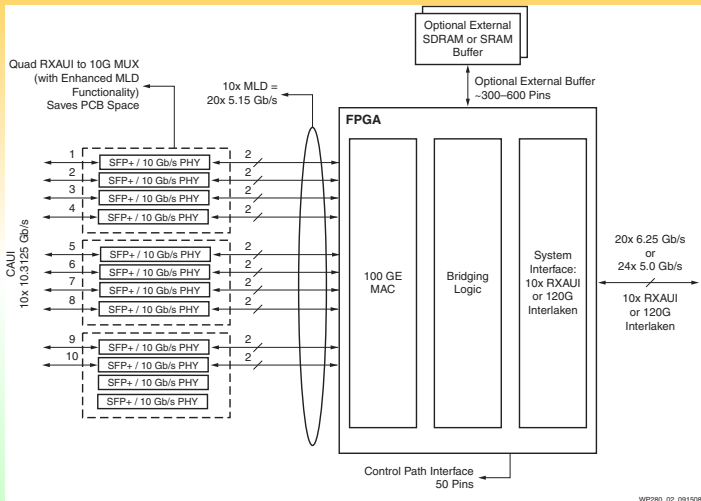 Optional External
SDRAM or SRAM
Buffer
Quad RXAUI to 10G MUX
(with Enhanced MLD
Functionality)
Saves PCB Space
10x MLD =
20x 5.15 Gb/s
Optional External Buffer
~300–600 Pins
FPGA
1
SFP+ / 10 Gb/s PHY
2
2
SFP+ / 10 Gb/s PHY
2
3
SFP+ / 10 Gb/s PHY
2
4
SFP+ / 10 Gb/s PHY
2
CAUI
10x 10.3125 Gb/s
5
SFP+ / 10 Gb/s PHY
2
6
SFP+ / 10 Gb/s PHY
2
7
SFP+ / 10 Gb/s PHY
2
8
SFP+ / 10 Gb/s PHY
2
9
SFP+ / 10 Gb/s PHY
2
10
SFP+ / 10 Gb/s PHY
2
SFP+ / 10 Gb/s PHY
SFP+ / 10 Gb/s PHY
100 GE
MAC
Bridging
Logic
System
Interface:
10x RXAUI
or 120G
Interlaken
20x 6.25 Gb/s
or
24x 5.0 Gb/s
10x RXAUI
or 120G
Interlaken
Control Path Interface
50 Pins
WP280_02_091508